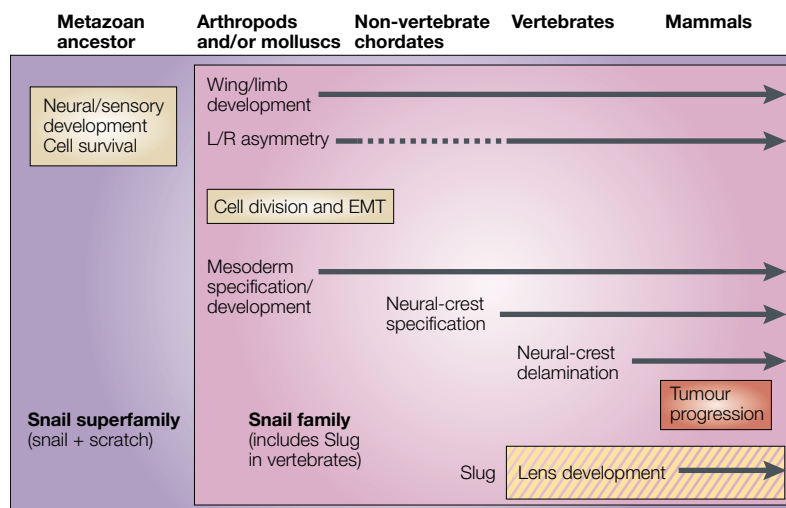 Metazoan
ancestor
Arthropods
and/or molluscs
Non-vertebrate
chordates
Vertebrates
Mammals
Neural/sensory
development
Cell survival
Wing/limb
development
L/R asymmetry
Cell division and EMT
Mesoderm
specification/
development
Neural-crest
specification
Neural-crest
delamination
Tumour
progression
Snail superfamily
(snail + scratch)
Snail family
(includes Slug
in vertebrates)
Slug
Lens development